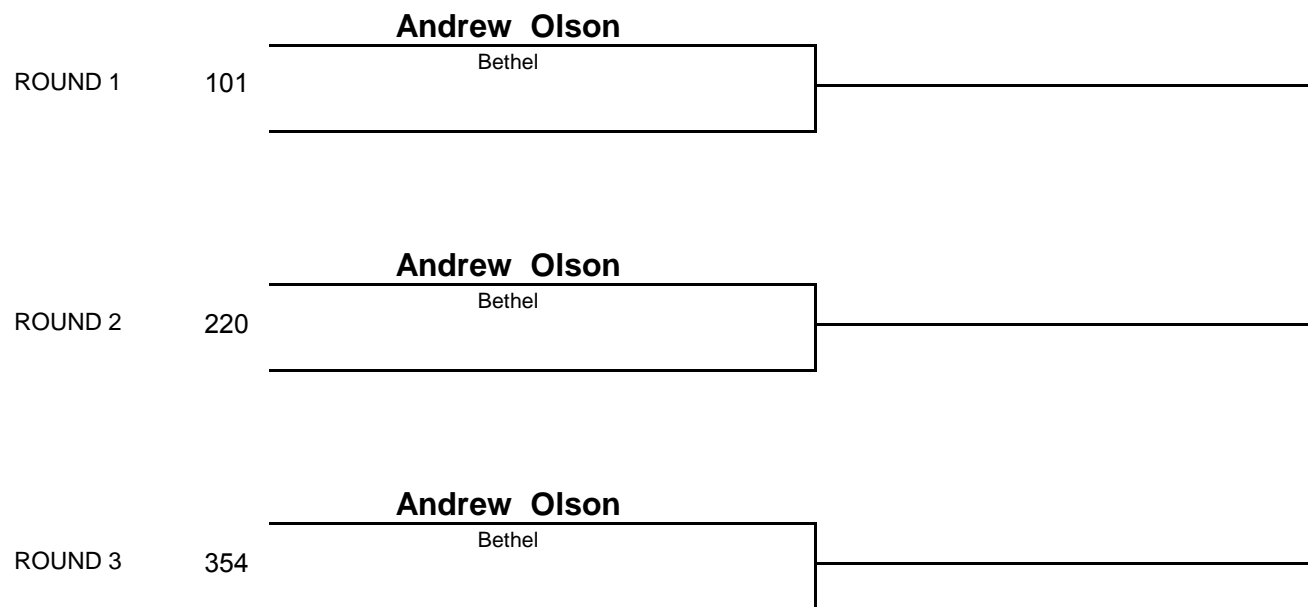 Andrew Olson
Bethel
ROUND 1 101
Andrew Olson
Bethel
ROUND 2 220
Andrew Olson
Bethel
ROUND 3 354